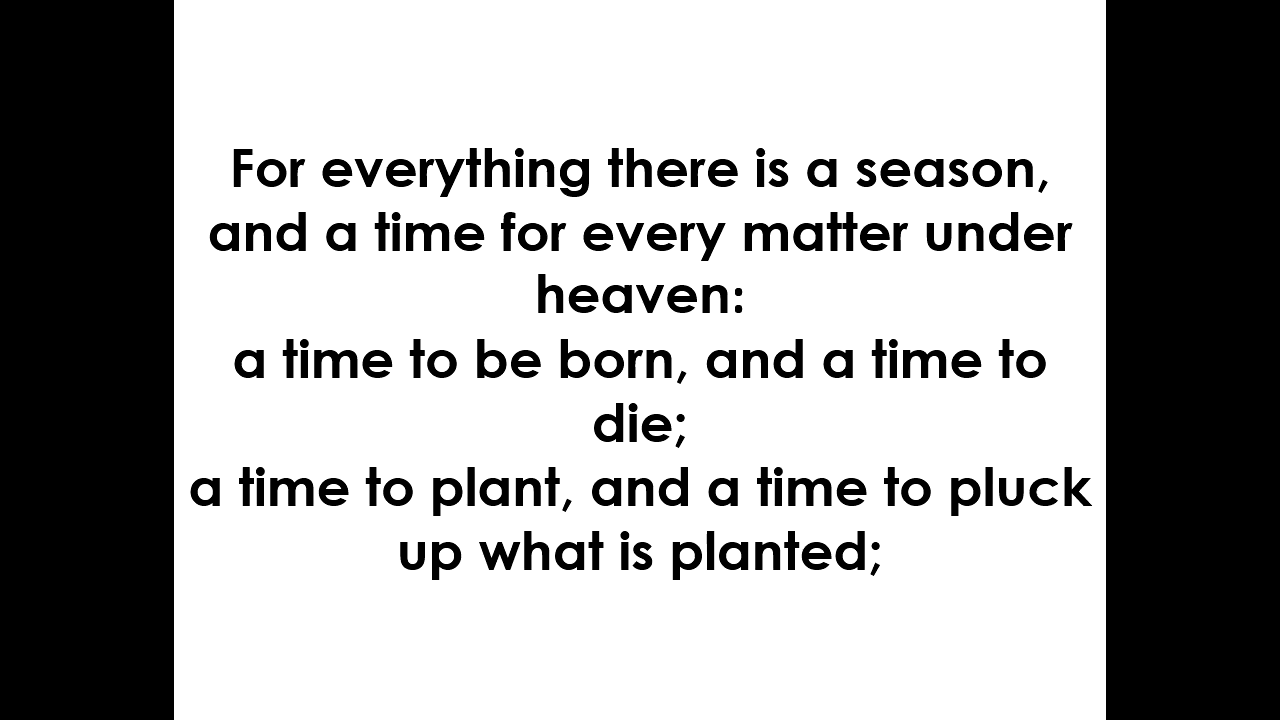 For everything there is a season,
and a time for every matter under
heaven:
a time to be born, and a time to
die;
a time to plant, and a time to pluck
up what is planted;